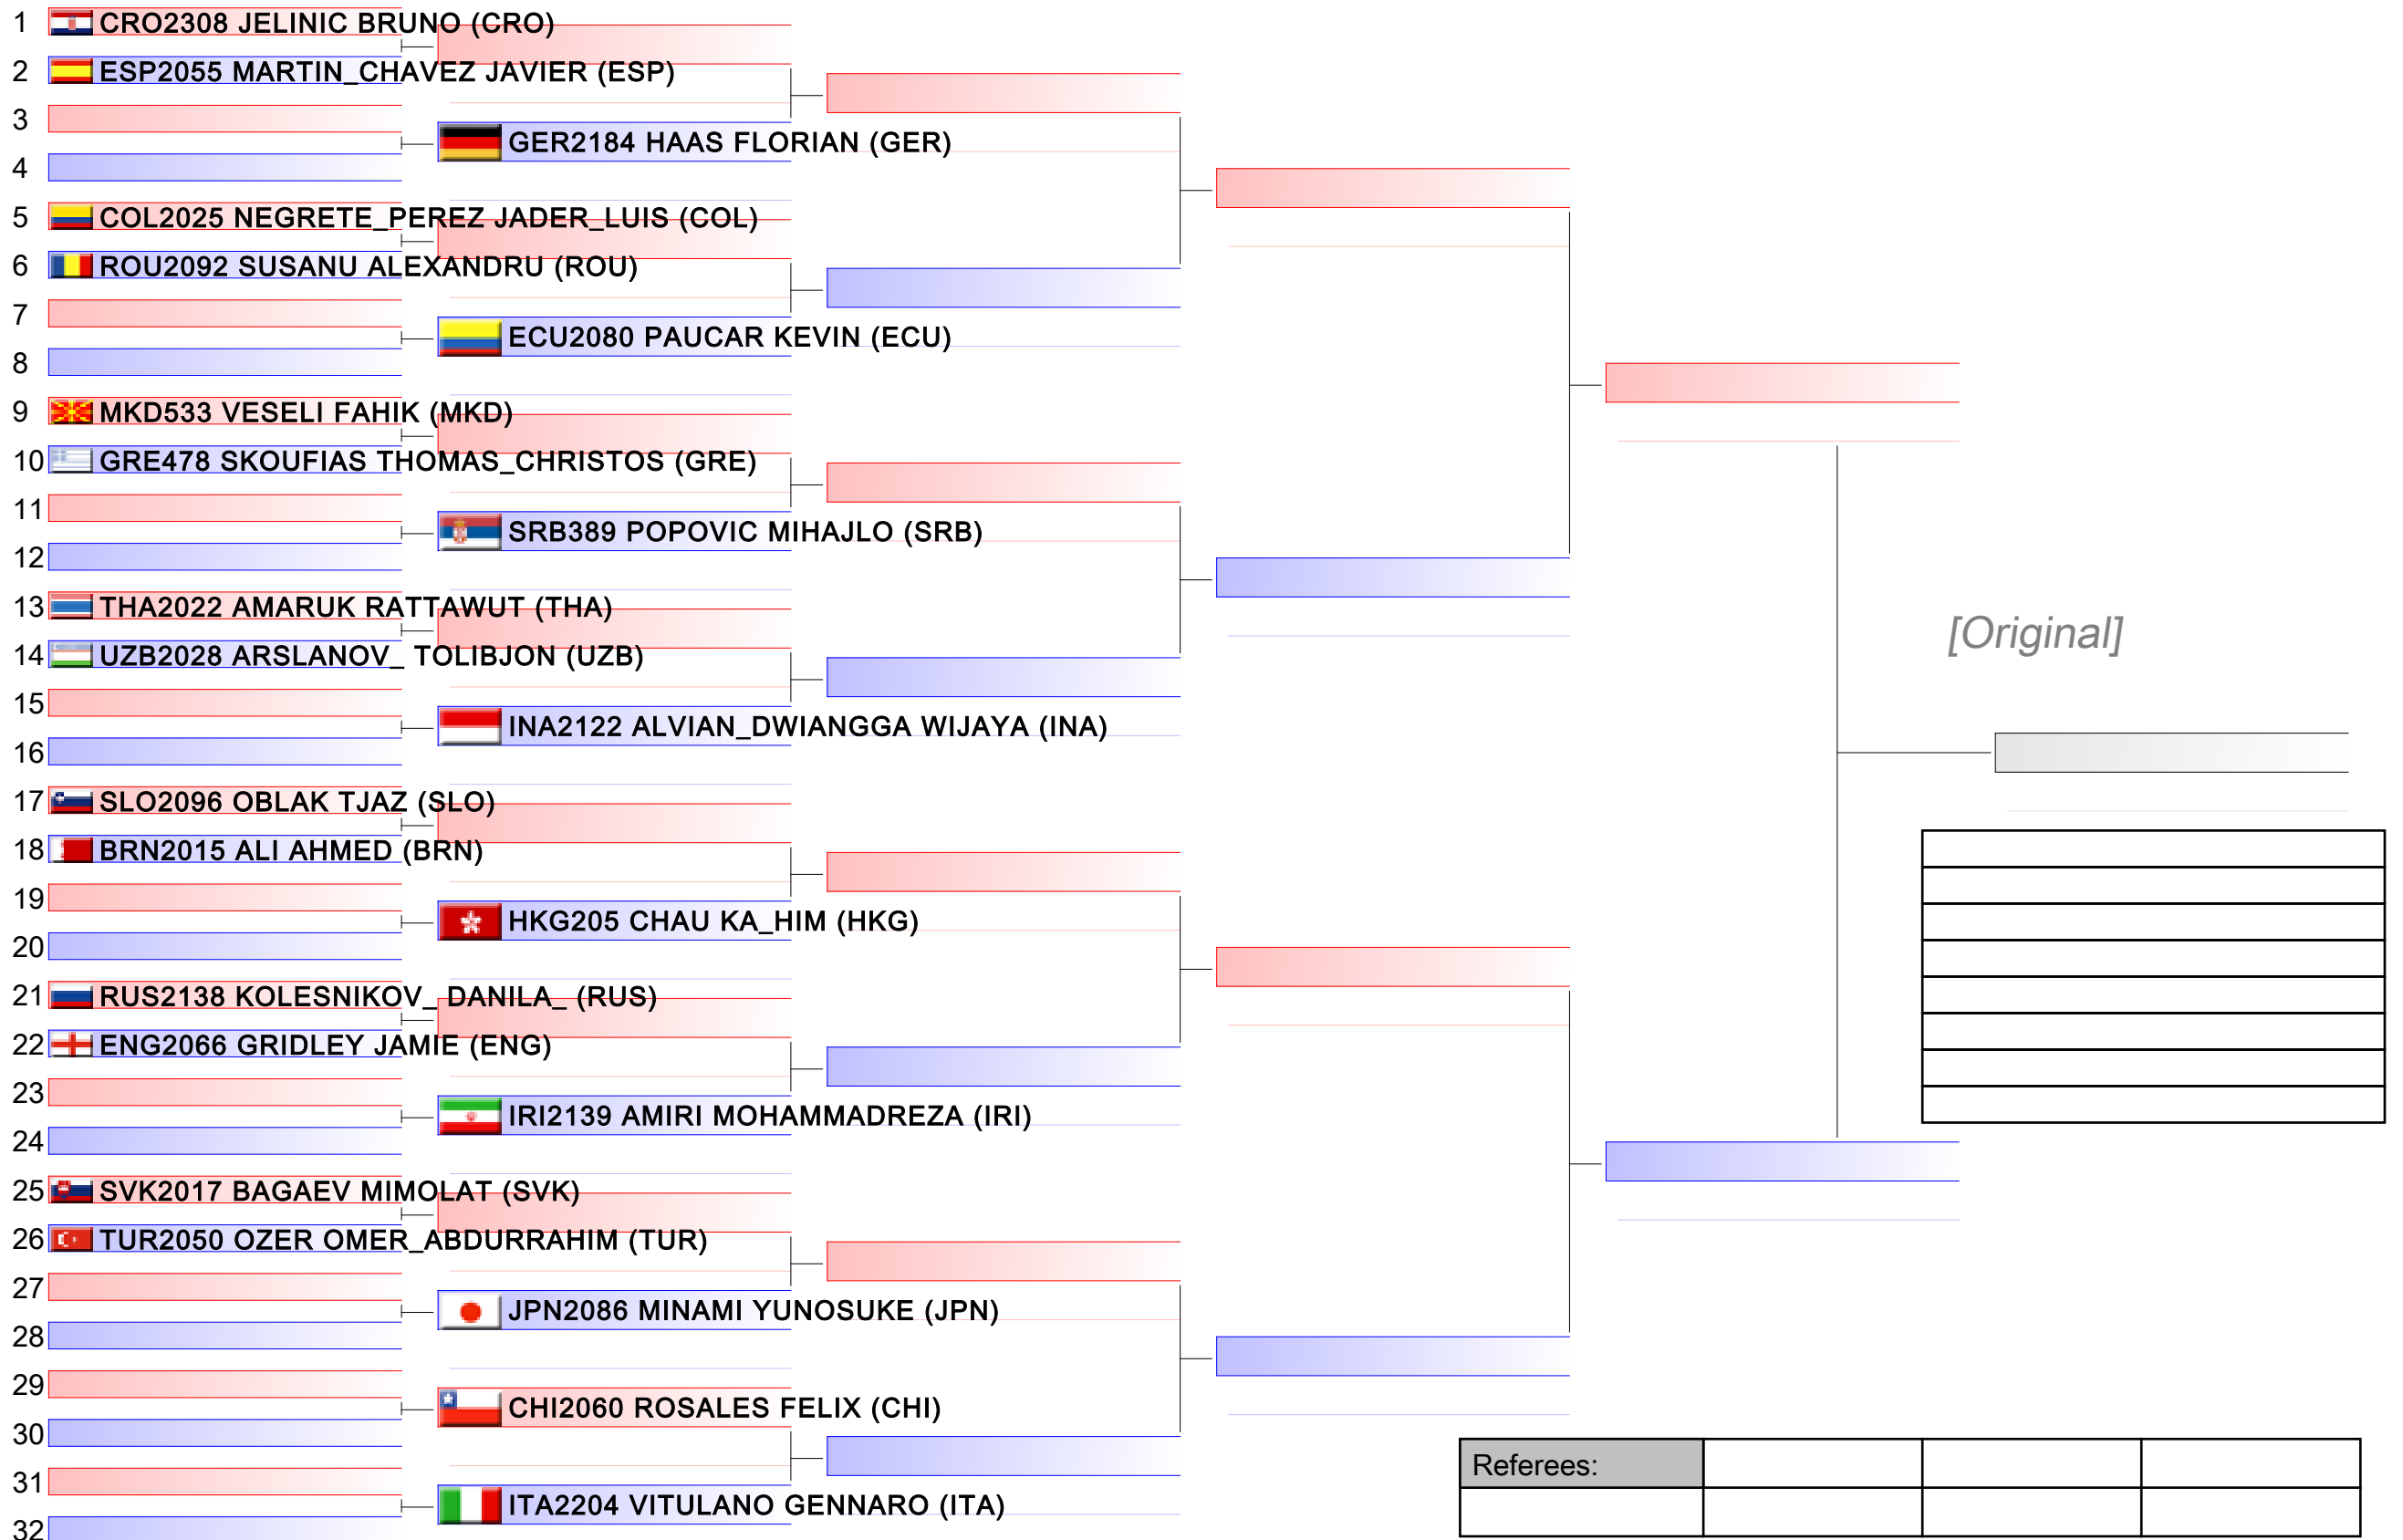 1 CRO2308 JELINIC BRUNO (CRO)
2 ESP2055 MARTIN_CHAVEZ JAVIER (ESP)
3
GER2184 HAAS FLORIAN (GER)
4
5 COL2025 NEGRETE_PEREZ JADER_LUIS (COL)
6 ROU2092 SUSANU ALEXANDRU (ROU)
7
ECU2080 PAUCAR KEVIN (ECU)
8
9 MKD533 VESELI FAHIK (MKD)
10 GRE478 SKOUFIAS THOMAS_CHRISTOS (GRE)
11
SRB389 POPOVIC MIHAJLO (SRB)
12
13 THA2022 AMARUK RATTAWUT (THA)
[Original]
14 UZB2028 ARSLANOV_ TOLIBJON (UZB)
15
INA2122 ALVIAN_DWIANGGA WIJAYA (INA)
16
17 SLO2096 OBLAK TJAZ (SLO)
18 BRN2015 ALI AHMED (BRN)
19
HKG205 CHAU KA_HIM (HKG)
20
21 RUS2138 KOLESNIKOV_ DANILA_ (RUS)
22 ENG2066 GRIDLEY JAMIE (ENG)
23
IRI2139 AMIRI MOHAMMADREZA (IRI)
24
25 SVK2017 BAGAEV MIMOLAT (SVK)
26 TUR2050 OZER OMER_ABDURRAHIM (TUR)
27
JPN2086 MINAMI YUNOSUKE (JPN)
28
29
CHI2060 ROSALES FELIX (CHI)
30
Referees:
31
ITA2204 VITULANO GENNARO (ITA)
32